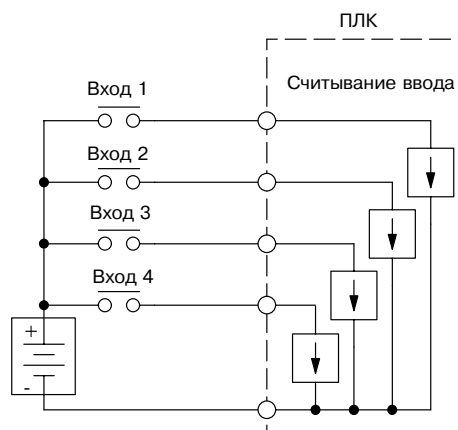 ПЛК
Считывание ввода
Вход 1
Вход 2
Вход 3
Вход 4
+
-